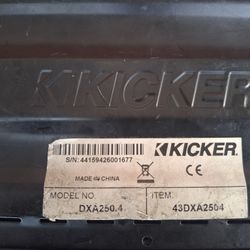 KICKER
KICKER
S/N: 44159426001677
MADE IN CHINA
CE
MODEL NO. ITEM:
DXA250.4 43DXA2504